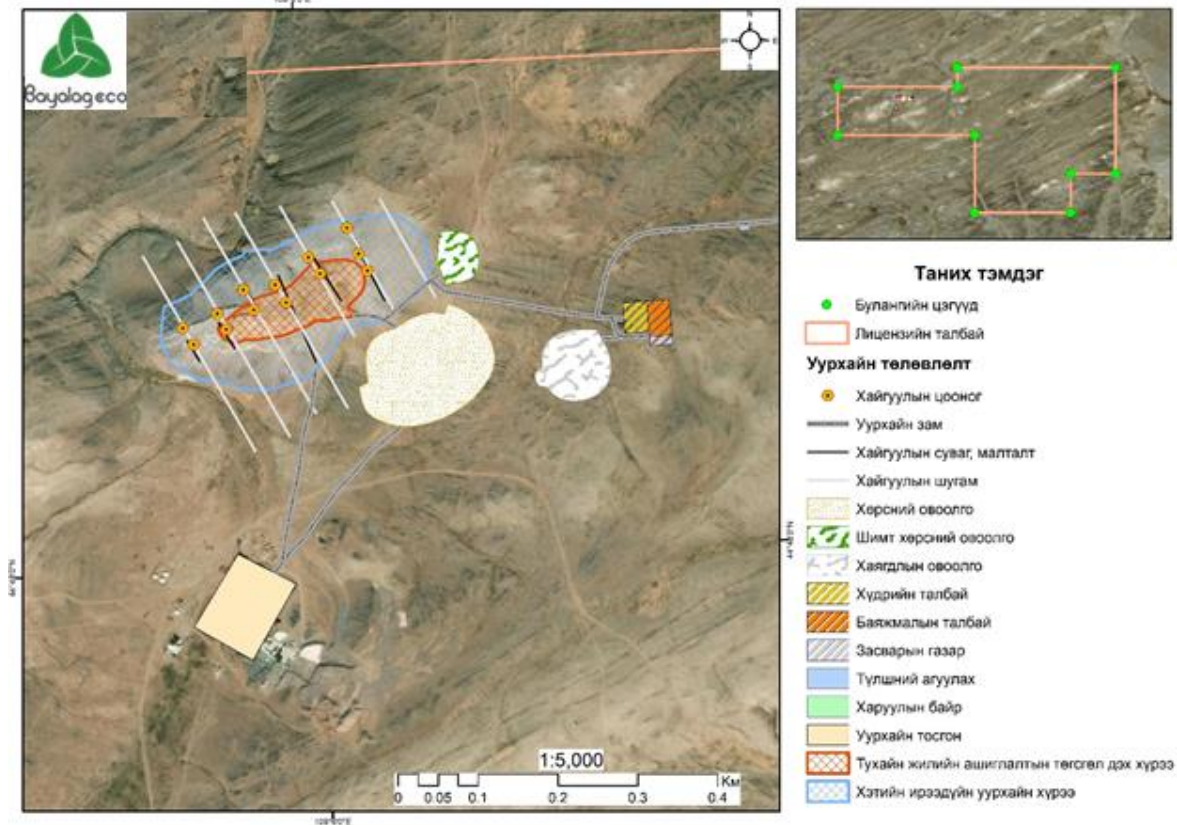 Bayalag eco
N
W
E
S
1:5,000
Км
0 0.05 0.1 0.2 0.3 0.4
Таних тэмдэг
Булангийн цэгүүд
Лицензийн талбай
Уурхайн төлөвлөлт
Хайгуулын цооног
Уурхайн зам
Хайгуулын суваг, малталт
Хайгуулын шугам
Хөрсний овоолго
Шимт хөрсний овоолго
Хаягдлын овоолго
Хүдрийн талбай
Баяжмалын талбай
Засварын газар
Түлшний агуулах
Харуулын байр
Уурхайн тосгон
Тухайн жилийн ашиглалтын төгсгөл дэх хүрээ
Хэтийн ирээдүйн уурхайн хүрээ